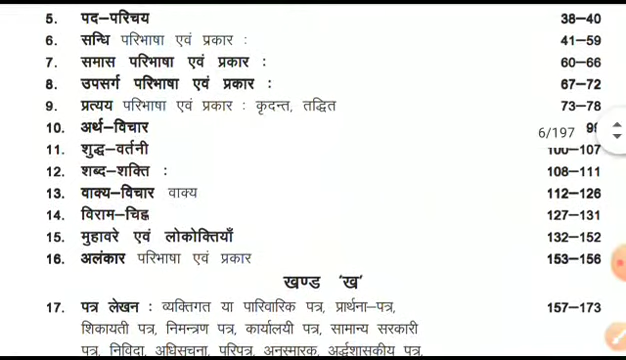 5. पद–परिचय 38–40
6. सन्धि परिभाषा एवं प्रकार : 41–59
7. समास परिभाषा एवं प्रकार : 60–66
8. उपसर्ग परिभाषा एवं प्रकार : 67–72
9. प्रत्यय परिभाषा एवं प्रकार : कृदन्त, तद्धित 73–78
10. अर्थ–विचार
6/197
11. शुद्ध–वर्तनी 100–107
12. शब्द–शक्ति : 108–111
13. वाक्य–विचार वाक्य 112–126
14. विराम–चिह्न 127–131
15. मुहावरे एवं लोकोक्तियाँ 132–152
16. अलंकार परिभाषा एवं प्रकार 153–156
खण्ड 'ख'
17. पत्र लेखन : व्यक्तिगत या पारिवारिक पत्र, प्रार्थना–पत्र, 157–173
शिकायती पत्र, निमन्त्रण पत्र, कार्यालयी पत्र, सामान्य सरकारी
पत्र, निविदा, अधिसूचना, परिपत्र, अनुस्मारक, अर्द्धशासकीय पत्र,